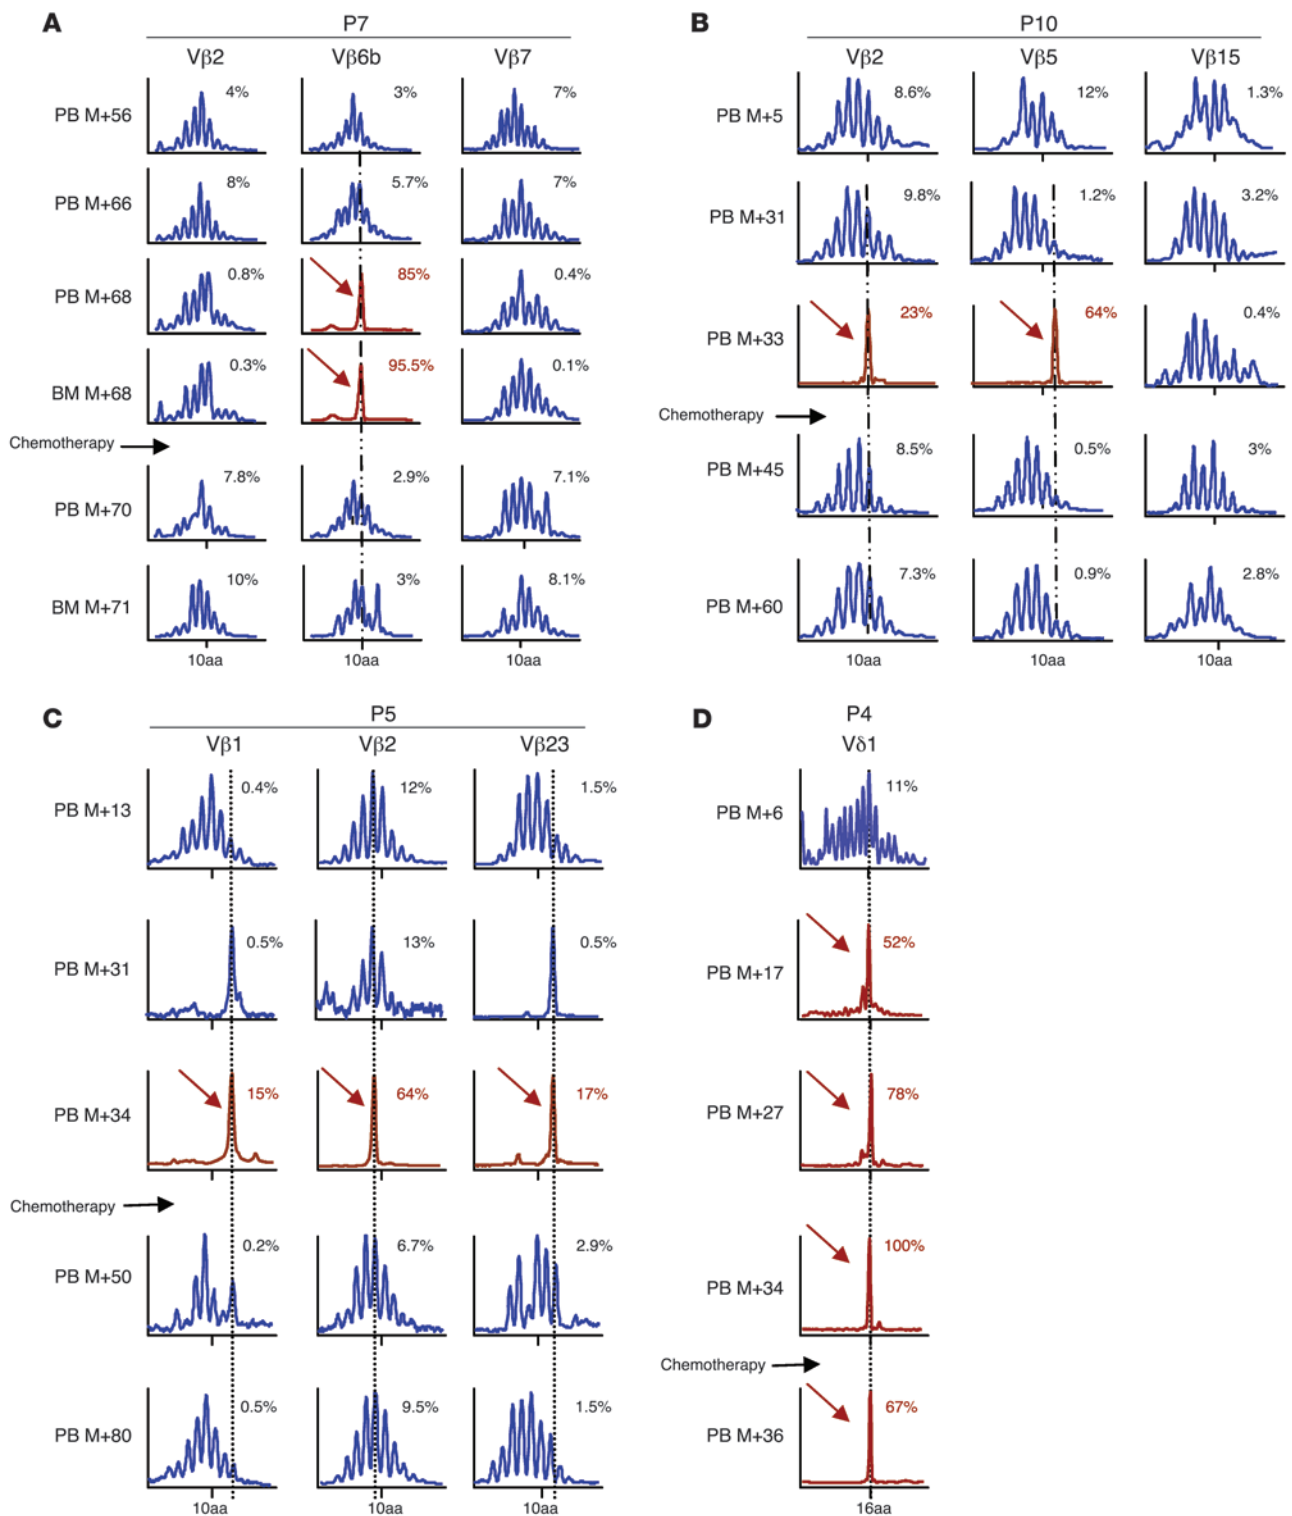 A
P7
Vβ2 Vβ6b Vβ7
PB M+56 4% 3% 7%
PB M+66 8% 5.7% 7%
PB M+68 0.8% 85% 0.4%
BM M+68 0.3% 95.5% 0.1%
Chemotherapy
PB M+70 7.8% 2.9% 7.1%
BM M+71 10% 3% 8.1%
10aa 10aa 10aa
B
P10
Vβ2 Vβ5 Vβ15
PB M+5 8.6% 12% 1.3%
PB M+31 9.8% 1.2% 3.2%
PB M+33 23% 64% 0.4%
Chemotherapy
PB M+45 8.5% 0.5% 3%
PB M+60 7.3% 0.9% 2.8%
10aa 10aa 10aa
C
P5
Vβ1 Vβ2 Vβ23
PB M+13 0.4% 12% 1.5%
PB M+31 0.5% 13% 0.5%
PB M+34 15% 64% 17%
Chemotherapy
PB M+50 0.2% 6.7% 2.9%
PB M+80 0.5% 9.5% 1.5%
10aa 10aa 10aa
D
P4
Vδ1
PB M+6 11%
PB M+17 52%
PB M+27 78%
PB M+34 100%
Chemotherapy
PB M+36 67%
16aa